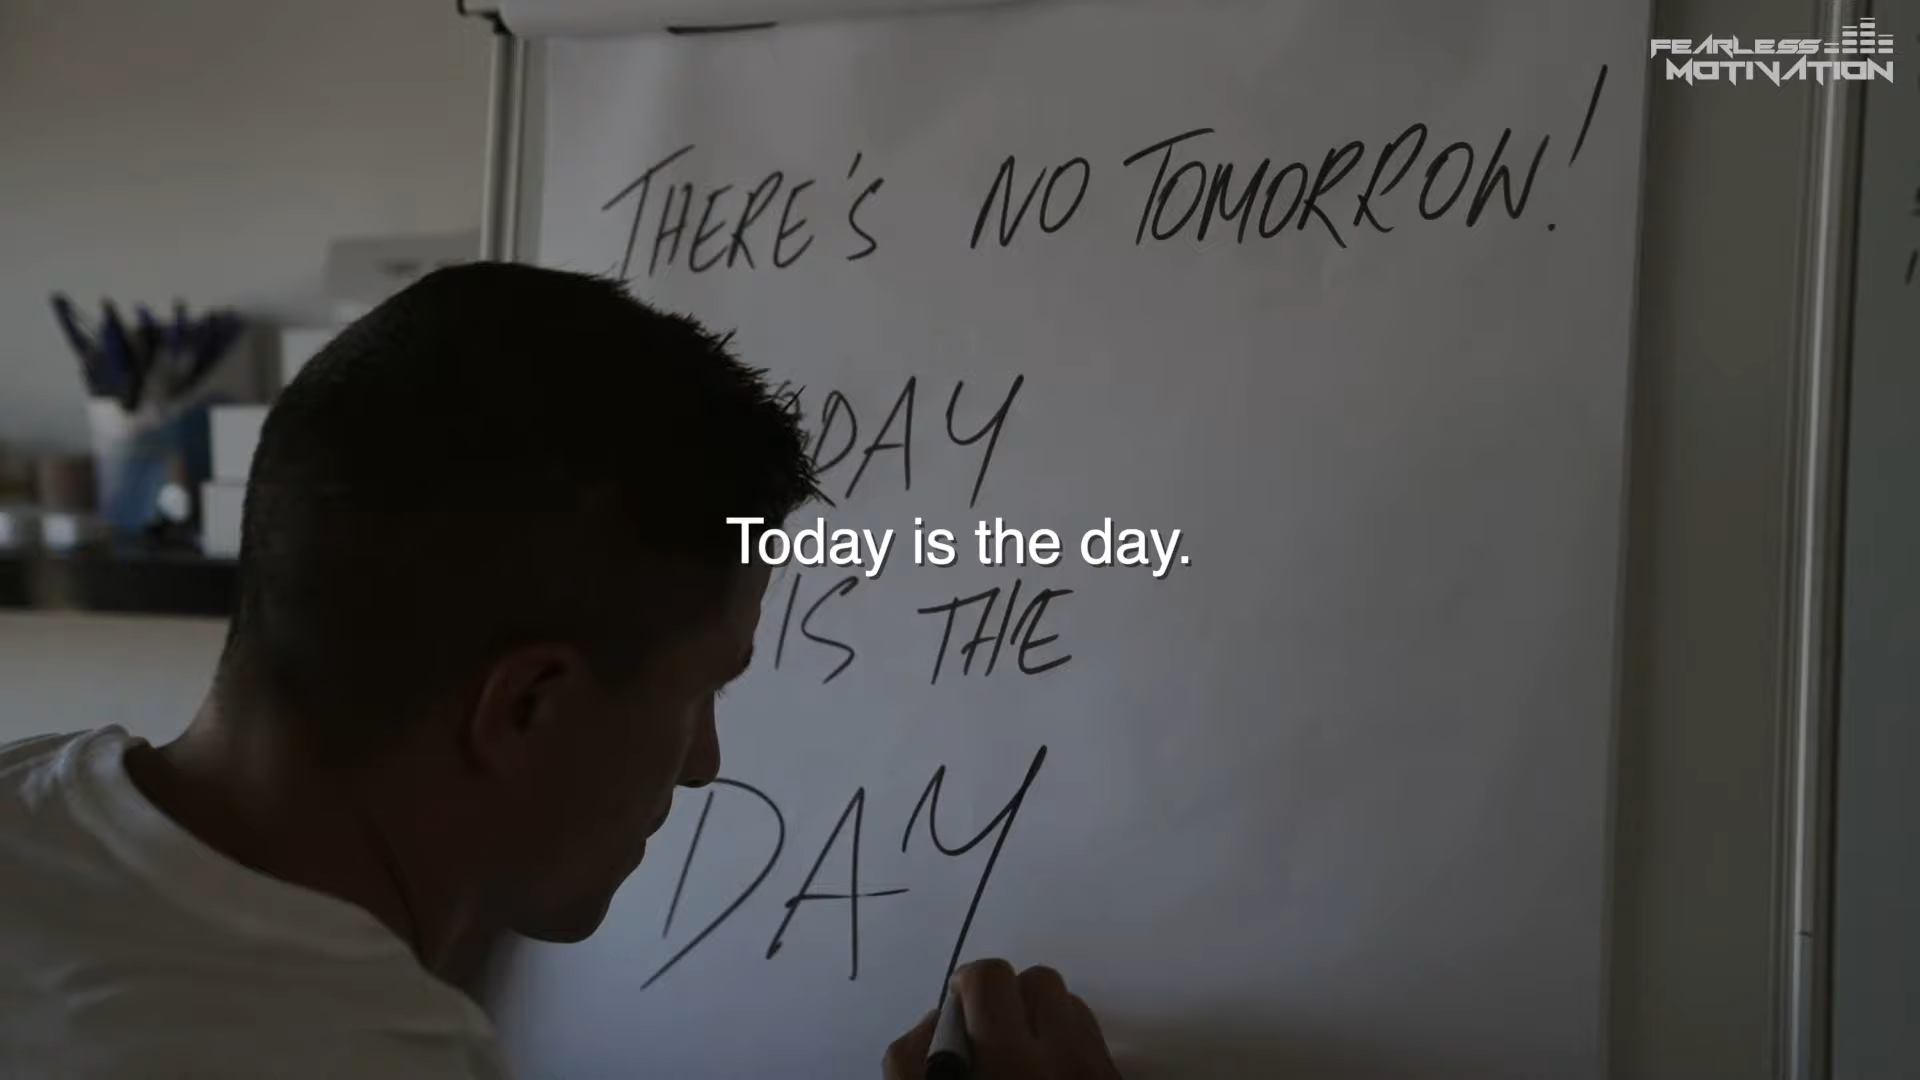 FEARLESS
MOTIVATION
THERE'S NO TOMORROW!
DAY
Today is the day.
IS THE
DAY